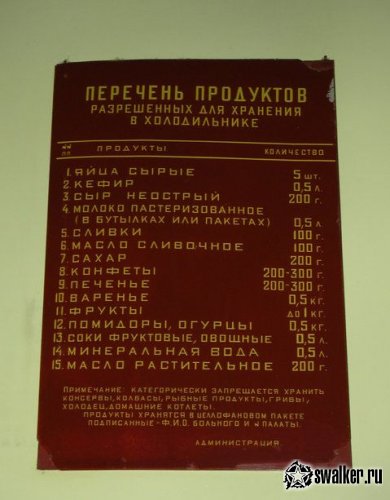 ПЕРЕЧЕНЬ ПРОДУКТОВ
РАЗРЕШЕННЫХ ДЛЯ ХРАНЕНИЯ
В ХОЛОДИЛЬНИКЕ
№№ пп ПРОДУКТЫ КОЛИЧЕСТВО
1. ЯЙЦА СЫРЫЕ 5 шт.
2. КЕФИР 0,5 л.
3. СЫР НЕОСТРЫЙ 200 г.
4. МОЛОКО ПАСТЕРИЗОВАННОЕ
(В БУТЫЛКАХ ИЛИ ПАКЕТАХ) 0,5 л.
5. СЛИВКИ 100 г.
6. МАСЛО СЛИВОЧНОЕ 100 г.
7. САХАР 200 г.
8. КОНФЕТЫ 200-300 г.
9. ПЕЧЕНЬЕ 200-300 г.
10. ВАРЕНЬЕ 0,5 кг.
11. ФРУКТЫ до 1 кг.
12. ПОМИДОРЫ, ОГУРЦЫ 0,5 кг.
13. СОКИ ФРУКТОВЫЕ, ОВОЩНЫЕ 0,5 л.
14. МИНЕРАЛЬНАЯ ВОДА 0,5 л.
15. МАСЛО РАСТИТЕЛЬНОЕ 200 г.
ПРИМЕЧАНИЕ: КАТЕГОРИЧЕСКИ ЗАПРЕЩАЕТСЯ ХРАНИТЬ
КОНСЕРВЫ, КОЛБАСЫ, РЫБНЫЕ ПРОДУКТЫ, ГРИБЫ,
ХОЛОДЕЦ, ДОМАШНИЕ КОТЛЕТЫ.
ПРОДУКТЫ ХРАНЯТСЯ В ЦЕЛОФАНОВОМ ПАКЕТЕ
ПОДПИСАННЫЕ - Ф.И.О. БОЛЬНОГО И № ПАЛАТЫ.
АДМИНИСТРАЦИЯ.
swalker.ru